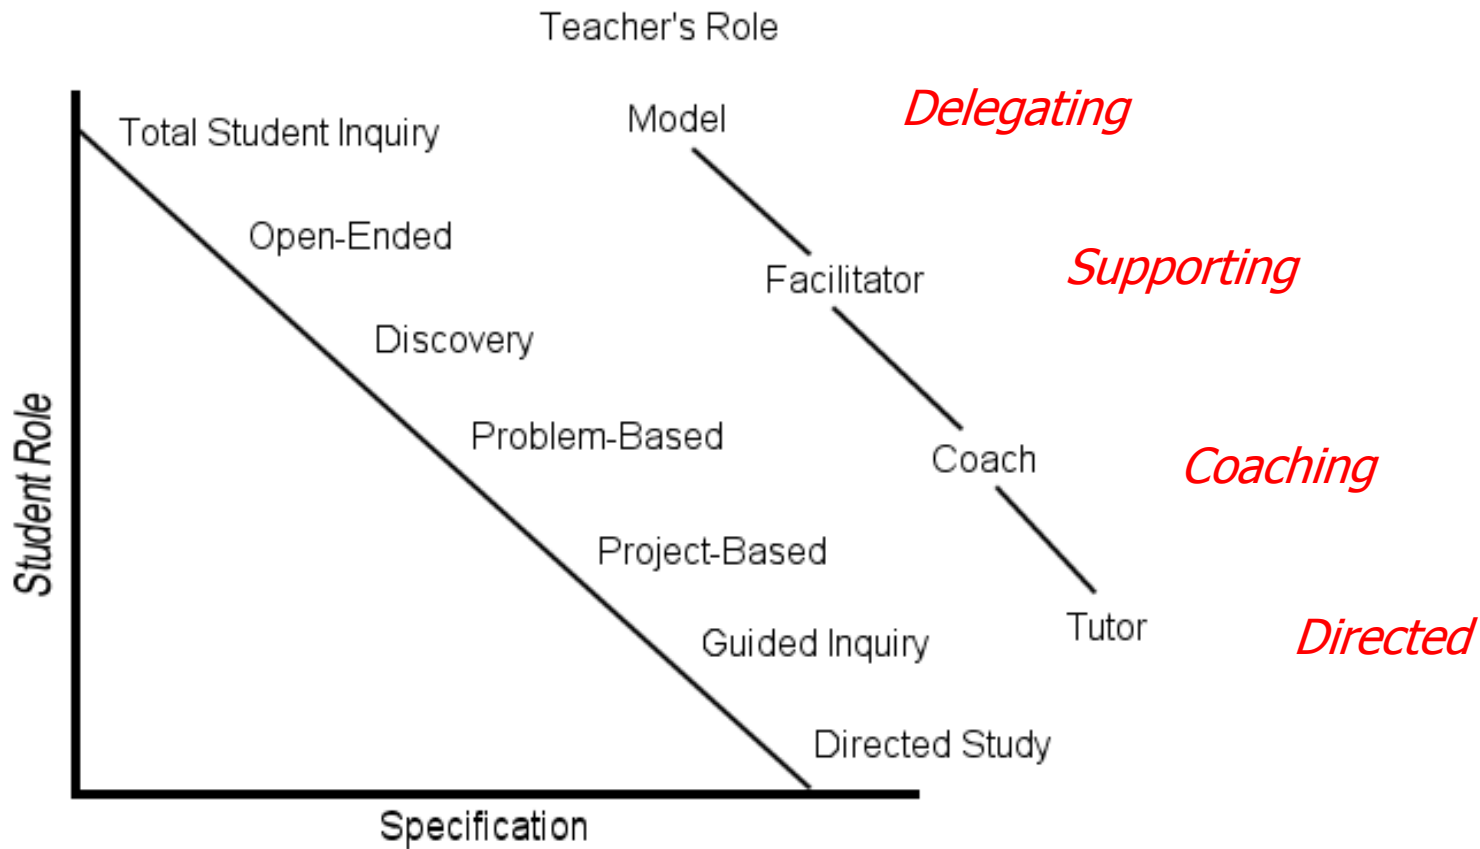 Teacher's Role
Total Student Inquiry
Model
Delegating
Open-Ended
Facilitator
Supporting
Discovery
Problem-Based
Coach
Coaching
Project-Based
Tutor
Directed
Guided Inquiry
Directed Study
Student Role
Specification